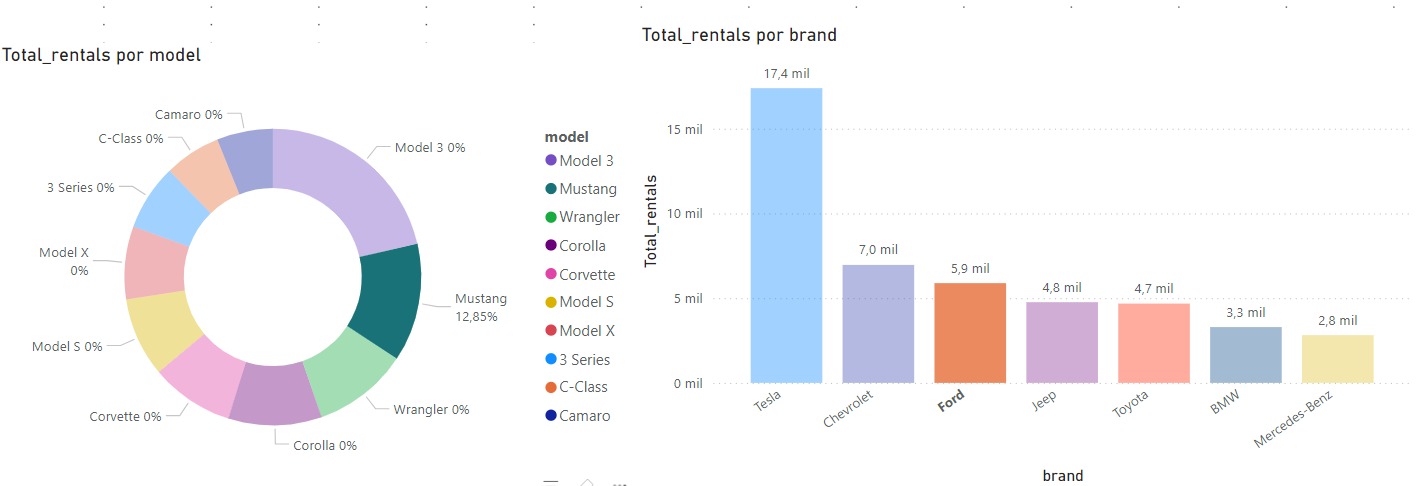 Total_rentals por model
Camaro 0%
C-Class 0%
3 Series 0%
Model X
0%
Model S 0%
Corvette 0%
Corolla 0%
Wrangler 0%
Mustang
12,85%
Model 3 0%
model
Model 3
Mustang
Wrangler
Corolla
Corvette
Model S
Model X
3 Series
C-Class
Camaro
Total_rentals por brand
Total_rentals
15 mil
10 mil
5 mil
0 mil
17,4 mil
7,0 mil
5,9 mil
4,8 mil
4,7 mil
3,3 mil
2,8 mil
Tesla
Chevrolet
Ford
Jeep
Toyota
BMW
Mercedes-Benz
brand